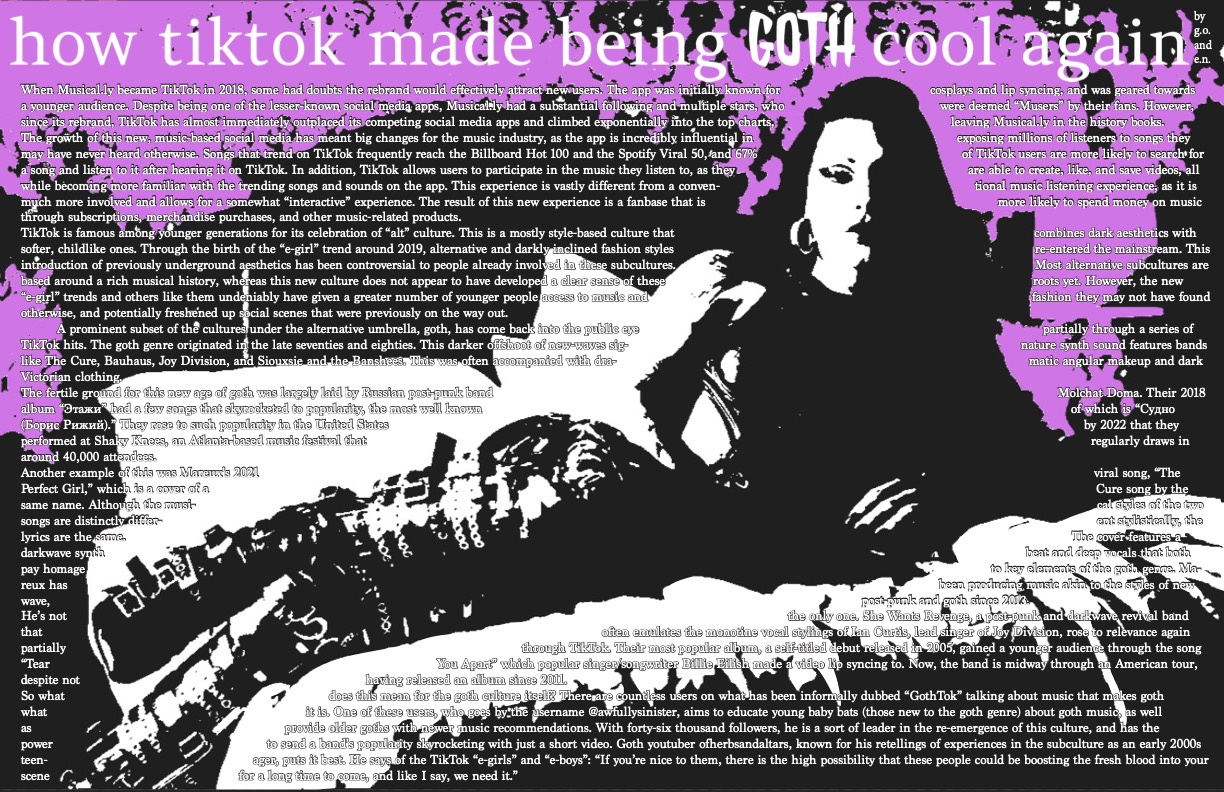 how tiktok made being GOTH cool again
by
g.o.
and
e.n.
When Musical.ly became TikTok in 2018, some had doubts the rebrand would effectively attract new users. The app was initially known for cosplays and lip syncing, and was geared towards
a younger audience. Despite being one of the lesser-known social media apps, Musical.ly had a substantial following and multiple stars, who were deemed “Musers” by their fans. However,
since its rebrand, TikTok has almost immediately outplaced its competing social media apps and climbed exponentially into the top charts, leaving Musical.ly in the history books.
The growth of this new, music-based social media has meant big changes for the music industry, as the app is incredibly influential in exposing millions of listeners to songs they
may have never heard otherwise. Songs that trend on TikTok frequently reach the Billboard Hot 100 and the Spotify Viral 50, and 67% of TikTok users are more likely to search for
a song and listen to it after hearing it on TikTok. In addition, TikTok allows users to participate in the music they listen to, as they are able to create, like, and save videos, all
while becoming more familiar with the trending songs and sounds on the app. This experience is vastly different from a conven- tional music listening experience, as it is
much more involved and allows for a somewhat “interactive” experience. The result of this new experience is a fanbase that is more likely to spend money on music
through subscriptions, merchandise purchases, and other music-related products.
TikTok is famous among younger generations for its celebration of “alt” culture. This is a mostly style-based culture that combines dark aesthetics with
softer, childlike ones. Through the birth of the “e-girl” trend around 2019, alternative and darkly inclined fashion styles re-entered the mainstream. This
introduction of previously underground aesthetics has been controversial to people already involved in these subcultures. Most alternative subcultures are
based around a rich musical history, whereas this new culture does not appear to have developed a clear sense of these roots yet. However, the new
“e-girl” trends and others like them undeniably have given a greater number of younger people access to music and fashion they may not have found
otherwise, and potentially freshened up social scenes that were previously on the way out.
A prominent subset of the cultures under the alternative umbrella, goth, has come back into the public eye partially through a series of
TikTok hits. The goth genre originated in the late seventies and eighties. This darker offshoot of new-waves sig- nature synth sound features bands
like The Cure, Bauhaus, Joy Division, and Siouxsie and the Banshees. This was often accompanied with dra- matic angular makeup and dark
Victorian clothing.
The fertile ground for this new age of goth was largely laid by Russian post-punk band Molchat Doma. Their 2018
album “Этажи” had a few songs that skyrocketed to popularity, the most well known of which is “Судно
(Борис Рижий).” They rose to such popularity in the United States by 2022 that they
performed at Shaky Knees, an Atlanta-based music festival that regularly draws in
around 40,000 attendees.
Another example of this was Mareux's 2021 viral song, “The
Perfect Girl,” which is a cover of a Cure song by the
same name. Although the musi- cal styles of the two
songs are distinctly differ- ent stylistically, the
lyrics are the same. The cover features a
darkwave synth beat and deep vocals that both
pay homage to key elements of the goth genre. Ma-
reux has been producing music akin to the styles of new
wave, post-punk and goth since 2013.
He's not the only one. She Wants Revenge, a post-punk and darkwave revival band
that often emulates the monotine vocal stylings of Ian Curtis, lead singer of Joy Division, rose to relevance again
partially through TikTok. Their most popular album, a self-titled debut released in 2005, gained a younger audience through the song
“Tear You Apart” which popular singer/songwriter Billie Eilish made a video lip syncing to. Now, the band is midway through an American tour,
despite not having released an album since 2011.
So what does this mean for the goth culture itself? There are countless users on what has been informally dubbed “GothTok” talking about music that makes goth
what it is. One of these users, who goes by the username @awfullysinister, aims to educate young baby bats (those new to the goth genre) about goth music, as well
as provide older goths with newer music recommendations. With forty-six thousand followers, he is a sort of leader in the re-emergence of this culture, and has the
power to send a band's popularity skyrocketing with just a short video. Goth youtuber ofherbsandaltars, known for his retellings of experiences in the subculture as an early 2000s
teen- ager, puts it best. He says of the TikTok “e-girls” and “e-boys”: “If you're nice to them, there is the high possibility that these people could be boosting the fresh blood into your
scene for a long time to come, and like I say, we need it.”